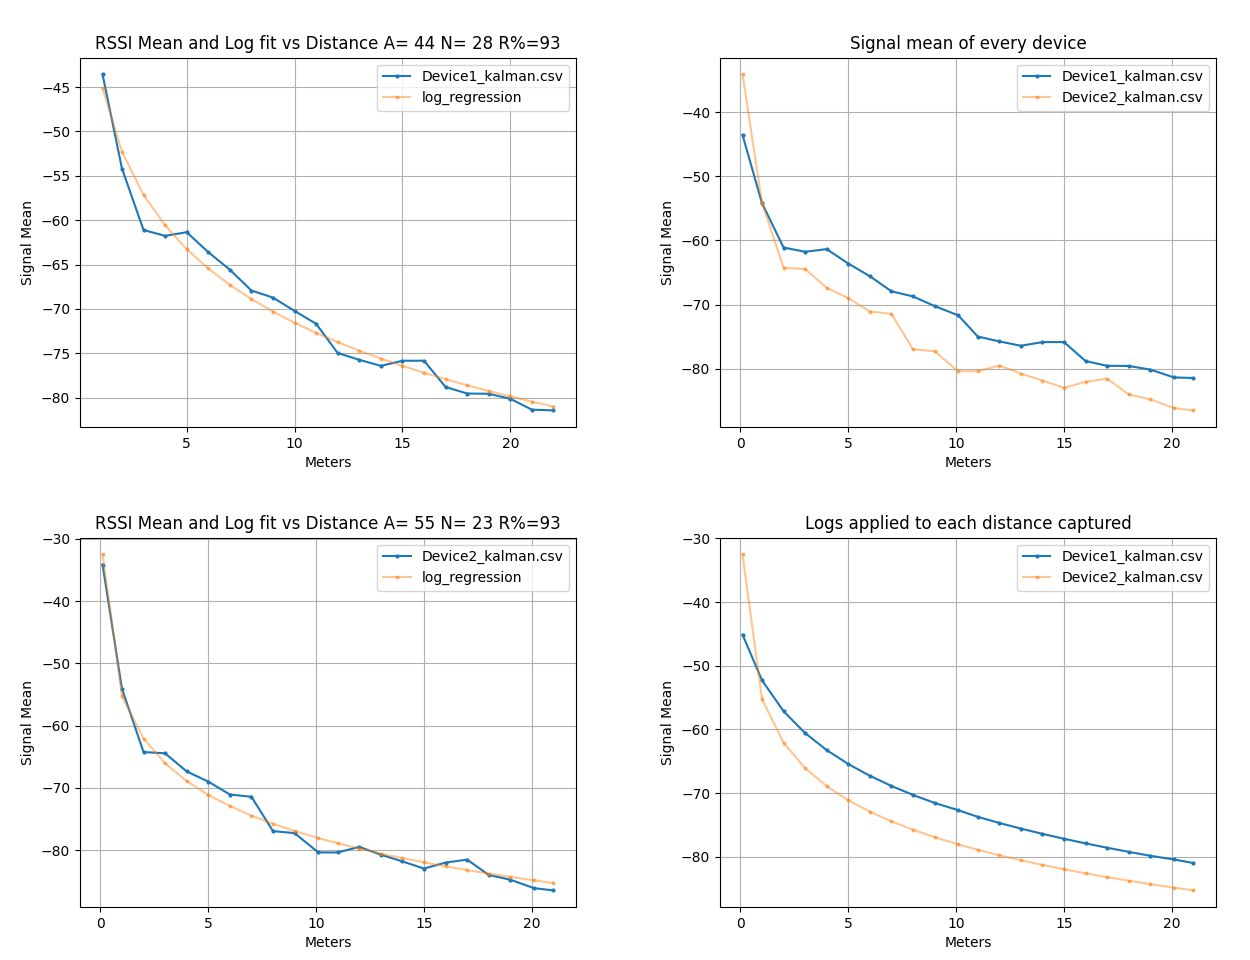 RSSI Mean and Log fit vs Distance A= 44 N= 28 R%=93
Device1_kalman.csv
log_regression
−45
−50
−55
−60
−65
−70
−75
−80
Signal Mean
5
10
15
20
Meters
Signal mean of every device
Device1_kalman.csv
Device2_kalman.csv
−40
−50
−60
−70
−80
Signal Mean
0
5
10
15
20
Meters
RSSI Mean and Log fit vs Distance A= 55 N= 23 R%=93
Device2_kalman.csv
log_regression
−30
−40
−50
−60
−70
−80
Signal Mean
0
5
10
15
20
Meters
Logs applied to each distance captured
Device1_kalman.csv
Device2_kalman.csv
−30
−40
−50
−60
−70
−80
Signal Mean
0
5
10
15
20
Meters